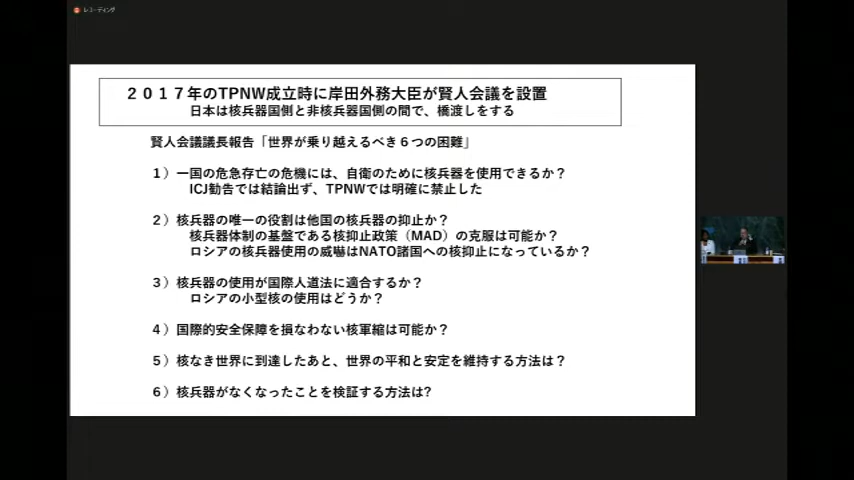 レコーディング
２０１７年のTPNW成立時に岸田外務大臣が賢人会議を設置
日本は核兵器国側と非核兵器国側の間で、橋渡しをする
賢人会議議長報告「世界が乗り越えるべき６つの困難」
１）一国の危急存亡の危機には、自衛のために核兵器を使用できるか？
ICJ勧告では結論出ず、TPNWでは明確に禁止した
２）核兵器の唯一の役割は他国の核兵器の抑止か？
核兵器体制の基盤である核抑止政策（MAD）の克服は可能か？
ロシアの核兵器使用の威嚇はNATO諸国への核抑止になっているか？
３）核兵器の使用が国際人道法に適合するか？
ロシアの小型核の使用はどうか？
４）国際的安全保障を損なわない核軍縮は可能か？
５）核なき世界に到達したあと、世界の平和と安定を維持する方法は？
６）核兵器がなくなったことを検証する方法は?